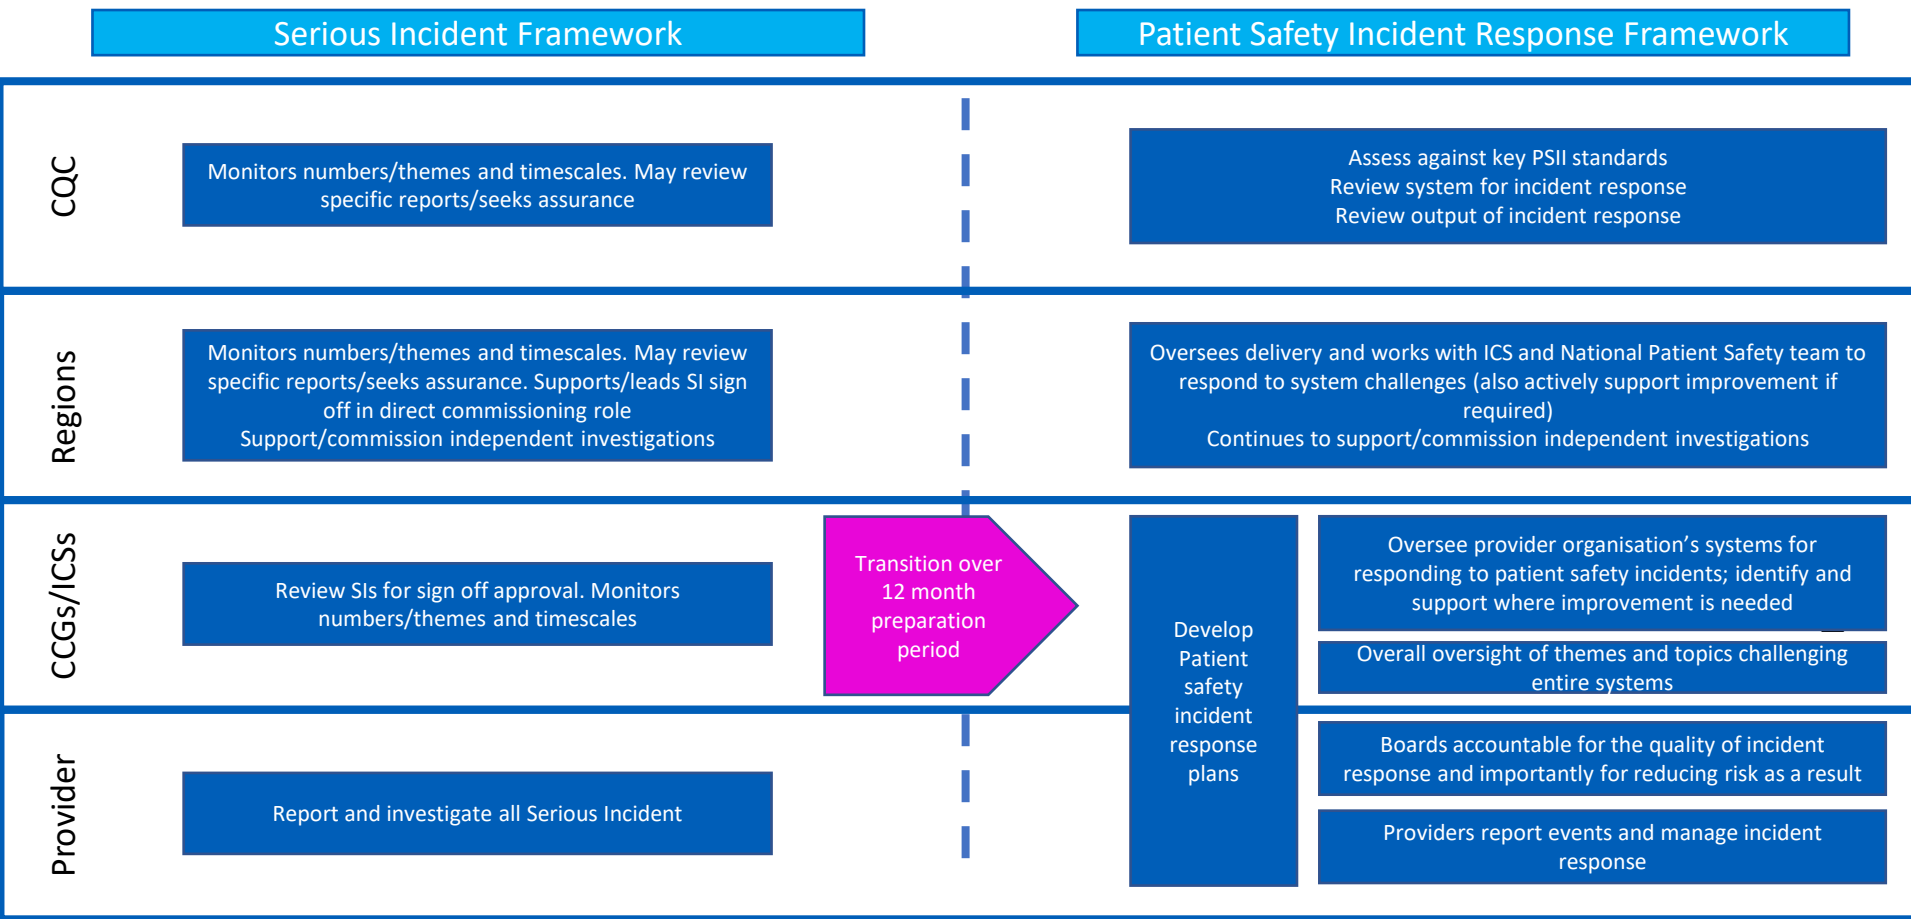 Serious Incident Framework
Patient Safety Incident Response Framework
CQC
Monitors numbers/themes and timescales. May review
specific reports/seeks assurance
Assess against key PSII standards
Review system for incident response
Review output of incident response
Regions
Monitors numbers/themes and timescales. May review
specific reports/seeks assurance. Supports/leads SI sign
off in direct commissioning role
Support/commission independent investigations
Oversees delivery and works with ICS and National Patient Safety team to
respond to system challenges (also actively support improvement if
required)
Continues to support/commission independent investigations
CCGs/ICSs
Review SIs for sign off approval. Monitors
numbers/themes and timescales
Transition over
12 month
preparation
period
Develop
Patient
safety
incident
response
plans
Oversee provider organisation’s systems for
responding to patient safety incidents; identify and
support where improvement is needed
Overall oversight of themes and topics challenging
entire systems
Provider
Report and investigate all Serious Incident
Boards accountable for the quality of incident
response and importantly for reducing risk as a result
Providers report events and manage incident
response